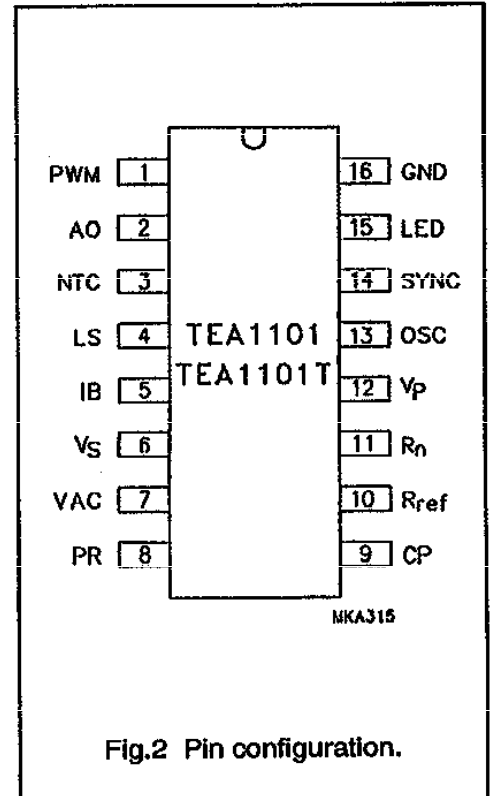 PWM 1 16 GND
AO 2 15 LED
NTC 3 14 SYNC
LS 4 TEA1101 13 OSC
TEA1101T
IB 5 12 VP
VS 6 11 Rn
VAC 7 10 Rref
PR 8 9 CP
MKA315
Fig.2 Pin configuration.